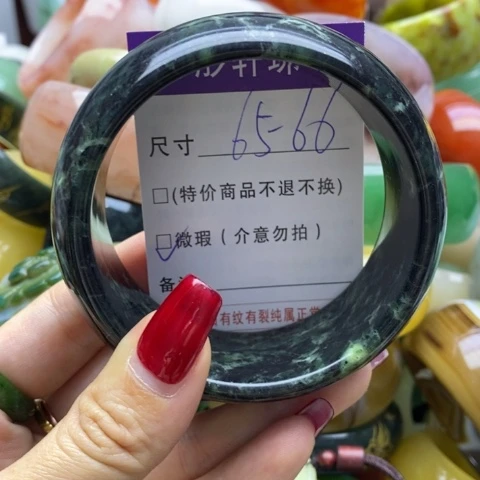 尺寸 65-66
□(特价商品不退不换)
☑微瑕(介意勿拍)
备
有纹有裂纯属正常